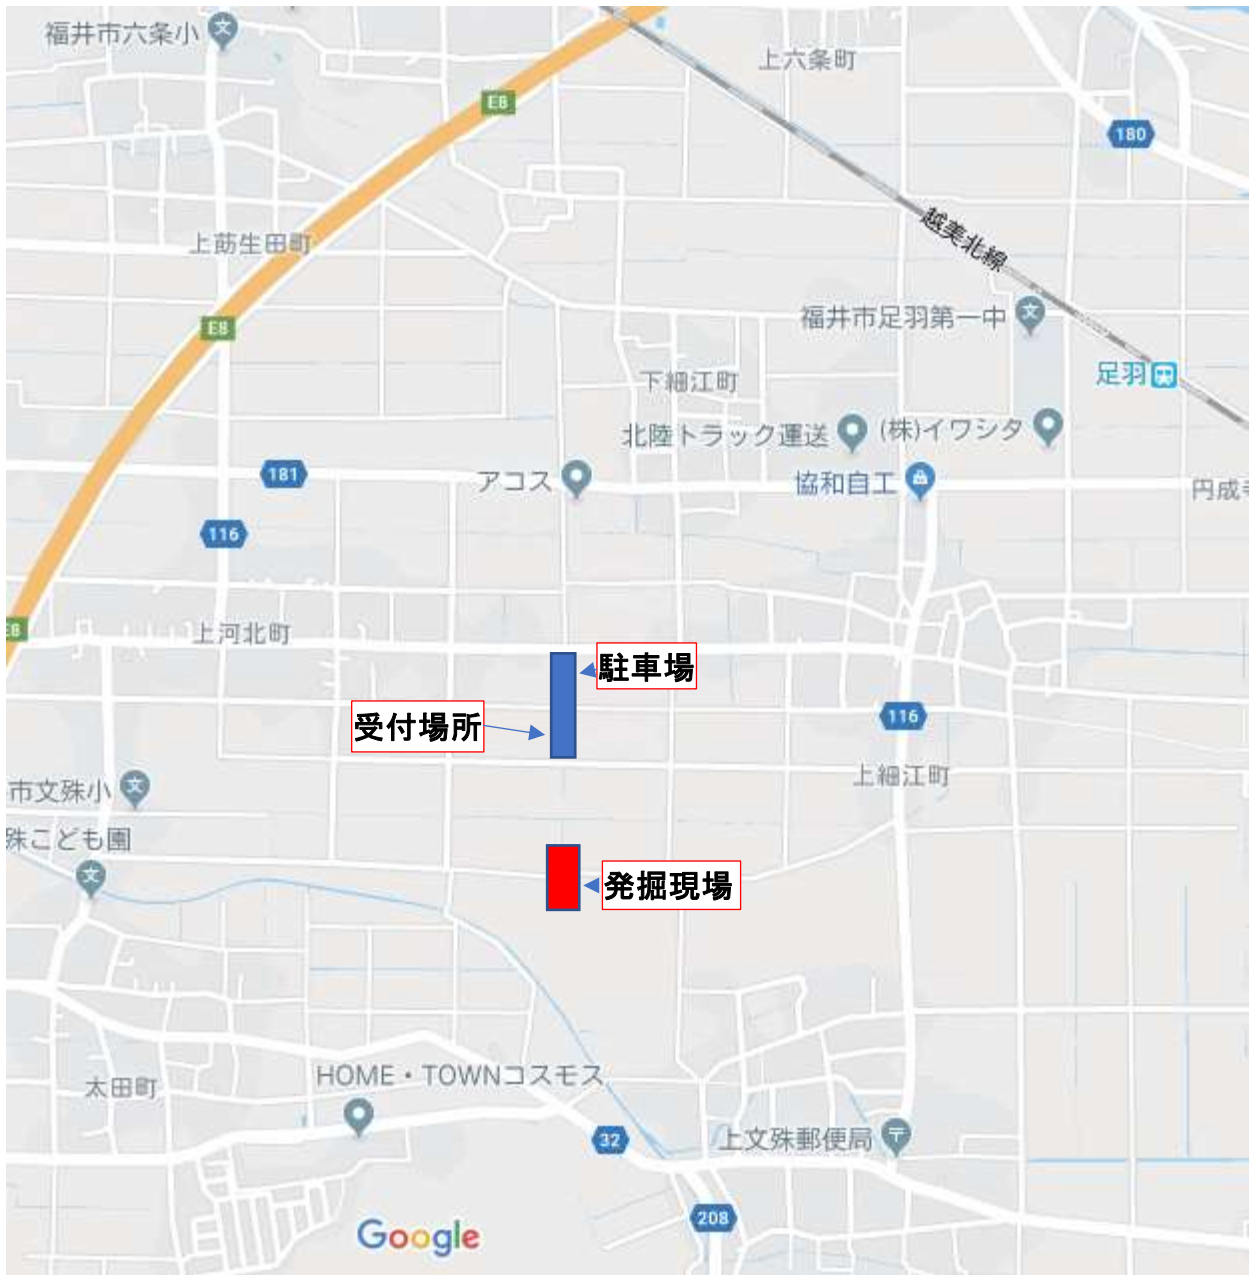 福井市六条小
上六条町
E8
180
上莇生田町
越美北線
E8
福井市足羽第一中
足羽
下細江町
北陸トラック運送
(株)イワシタ
181
アコス
協和自工
円成寺
116
E8
上河北町
駐車場
受付場所
116
上細江町
市文殊小
殊こども園
発掘現場
太田町
HOME・TOWNコスモス
32
上文殊郵便局
208
Google